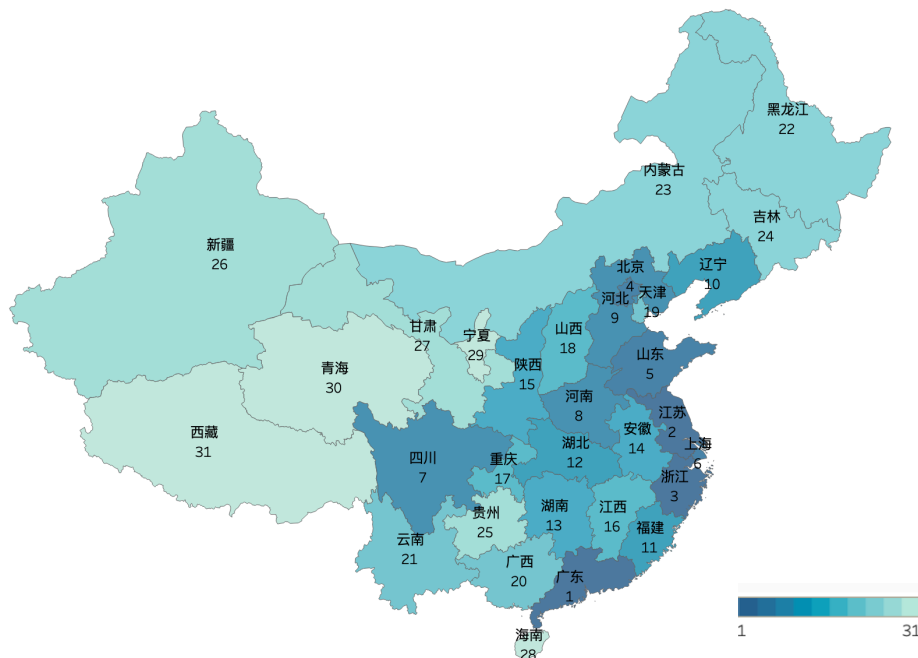 黑龙江
22
内蒙古
23
吉林
24
新疆
26
辽宁
10
北京
4
天津
19
河北
9
甘肃
27
宁夏
29
山西
18
陕西
15
山东
5
青海
30
河南
8
江苏
2
安徽
14
上海
6
西藏
31
四川
7
重庆
17
湖北
12
浙江
3
贵州
25
湖南
13
江西
16
福建
11
云南
21
广西
20
广东
1
海南
28
1
31